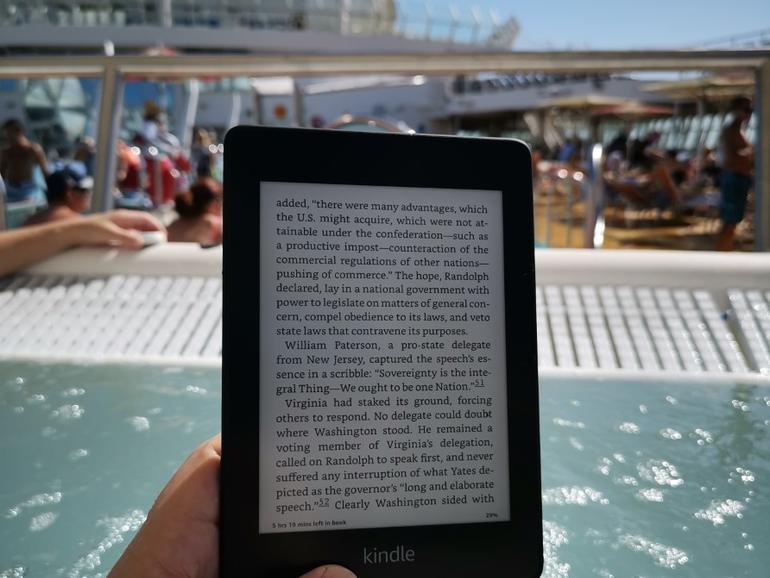 added, “there were many advantages, which
the U.S. might acquire, which were not at-
tainable under the confederation—such as
a productive impost—counteraction of the
commercial regulations of other nations—
pushing of commerce.” The hope, Randolph
declared, lay in a national government with
power to legislate on matters of general con-
cern, compel obedience to its laws, and veto
state laws that contravene its purposes.
William Paterson, a pro-state delegate
from New Jersey, captured the speech’s es-
sence in a scribble: “Sovereignty is the inte-
gral Thing—We ought to be one Nation.”51
Virginia had staked its ground, forcing
others to respond. No delegate could doubt
where Washington stood. He remained a
voting member of Virginia’s delegation,
called on Randolph to speak first, and never
suffered any interruption of what Yates de-
picted as the governor’s “long and elaborate
speech.”52 Clearly Washington sided with
5 hrs 19 mins left in book 29%
kindle